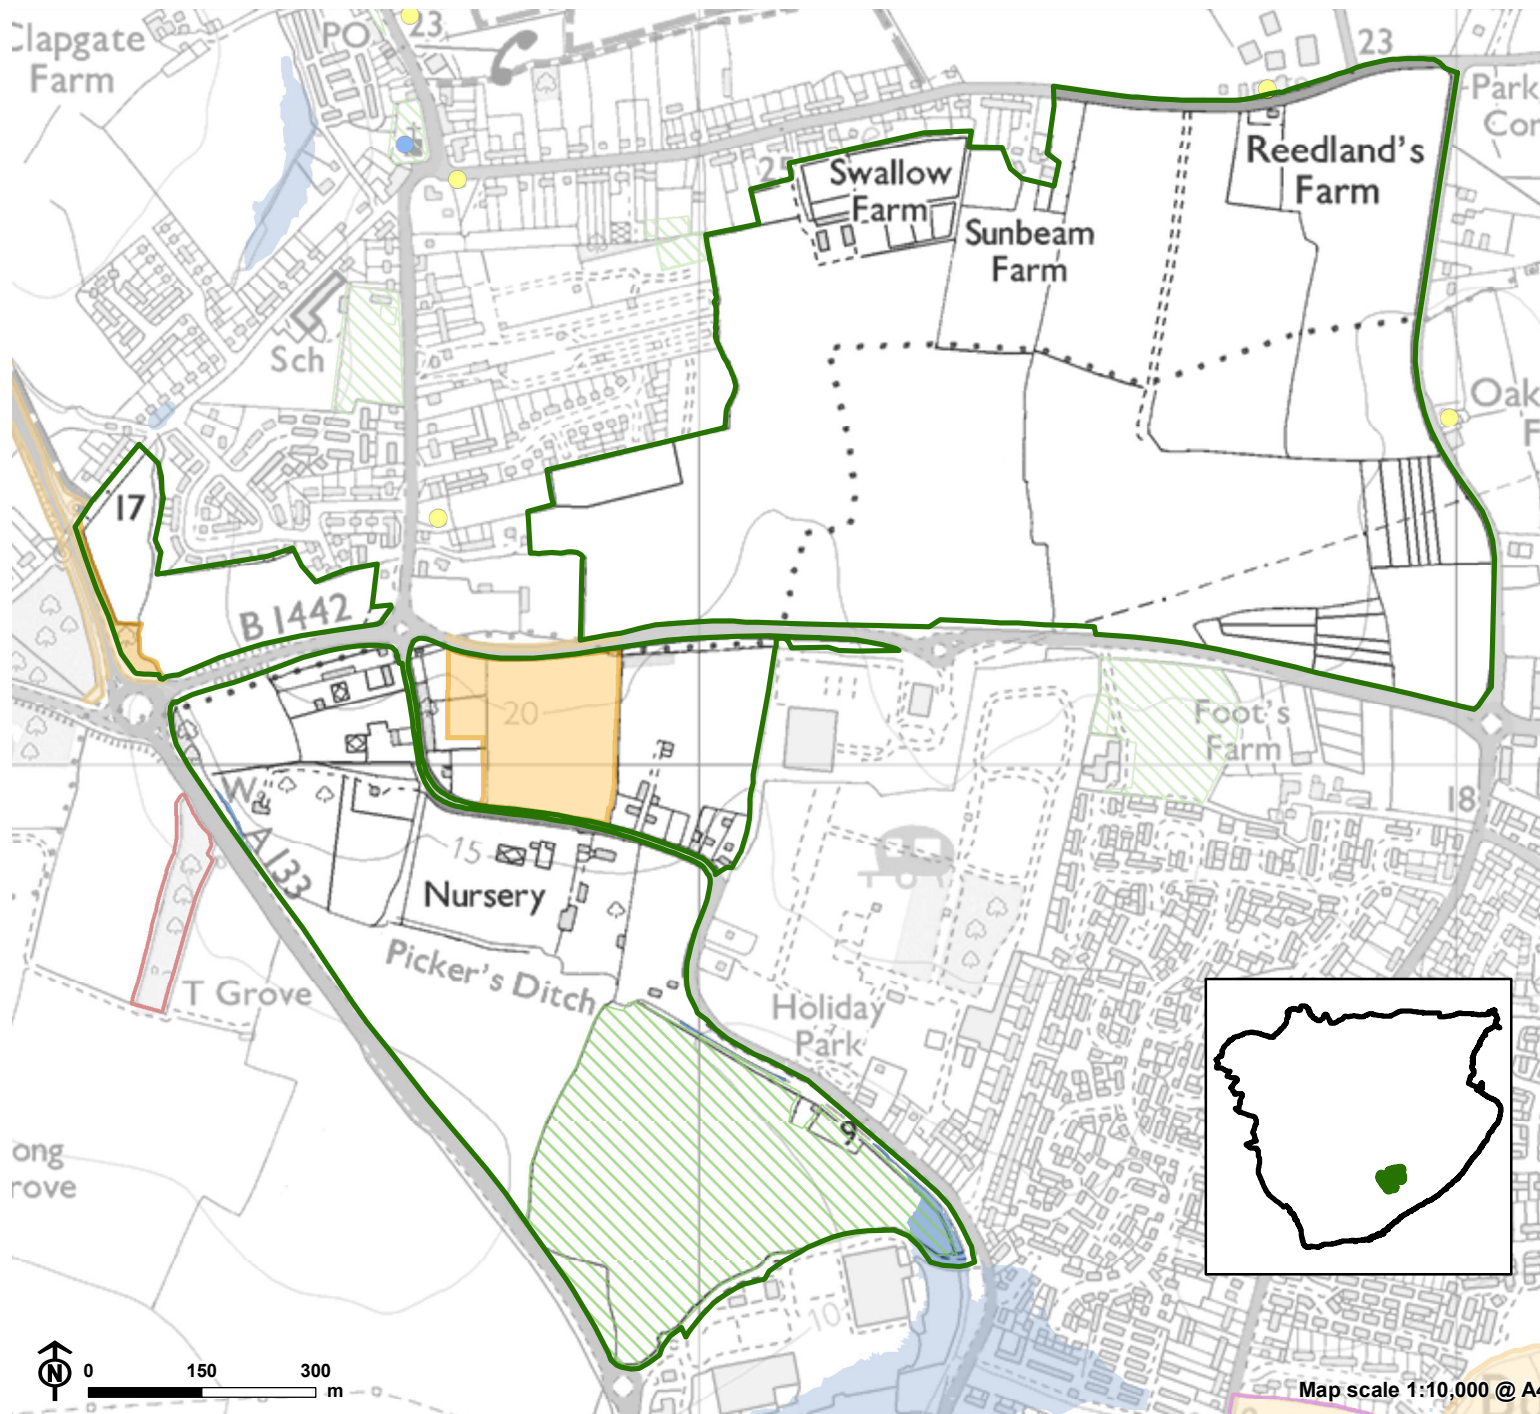 Clapgate
Farm
PO
23
23
Park
Cor
Reedland's
Farm
25
Swallow
Farm
Sunbeam
Farm
Sch
Oak
F
17
B 1442
20
Foot's
Farm
18
W
A133
15
Nursery
Picker's Ditch
T Grove
Holiday
Park
9
ong
rove
10
N
0 150 300
m
Map scale 1:10,000 @ A4